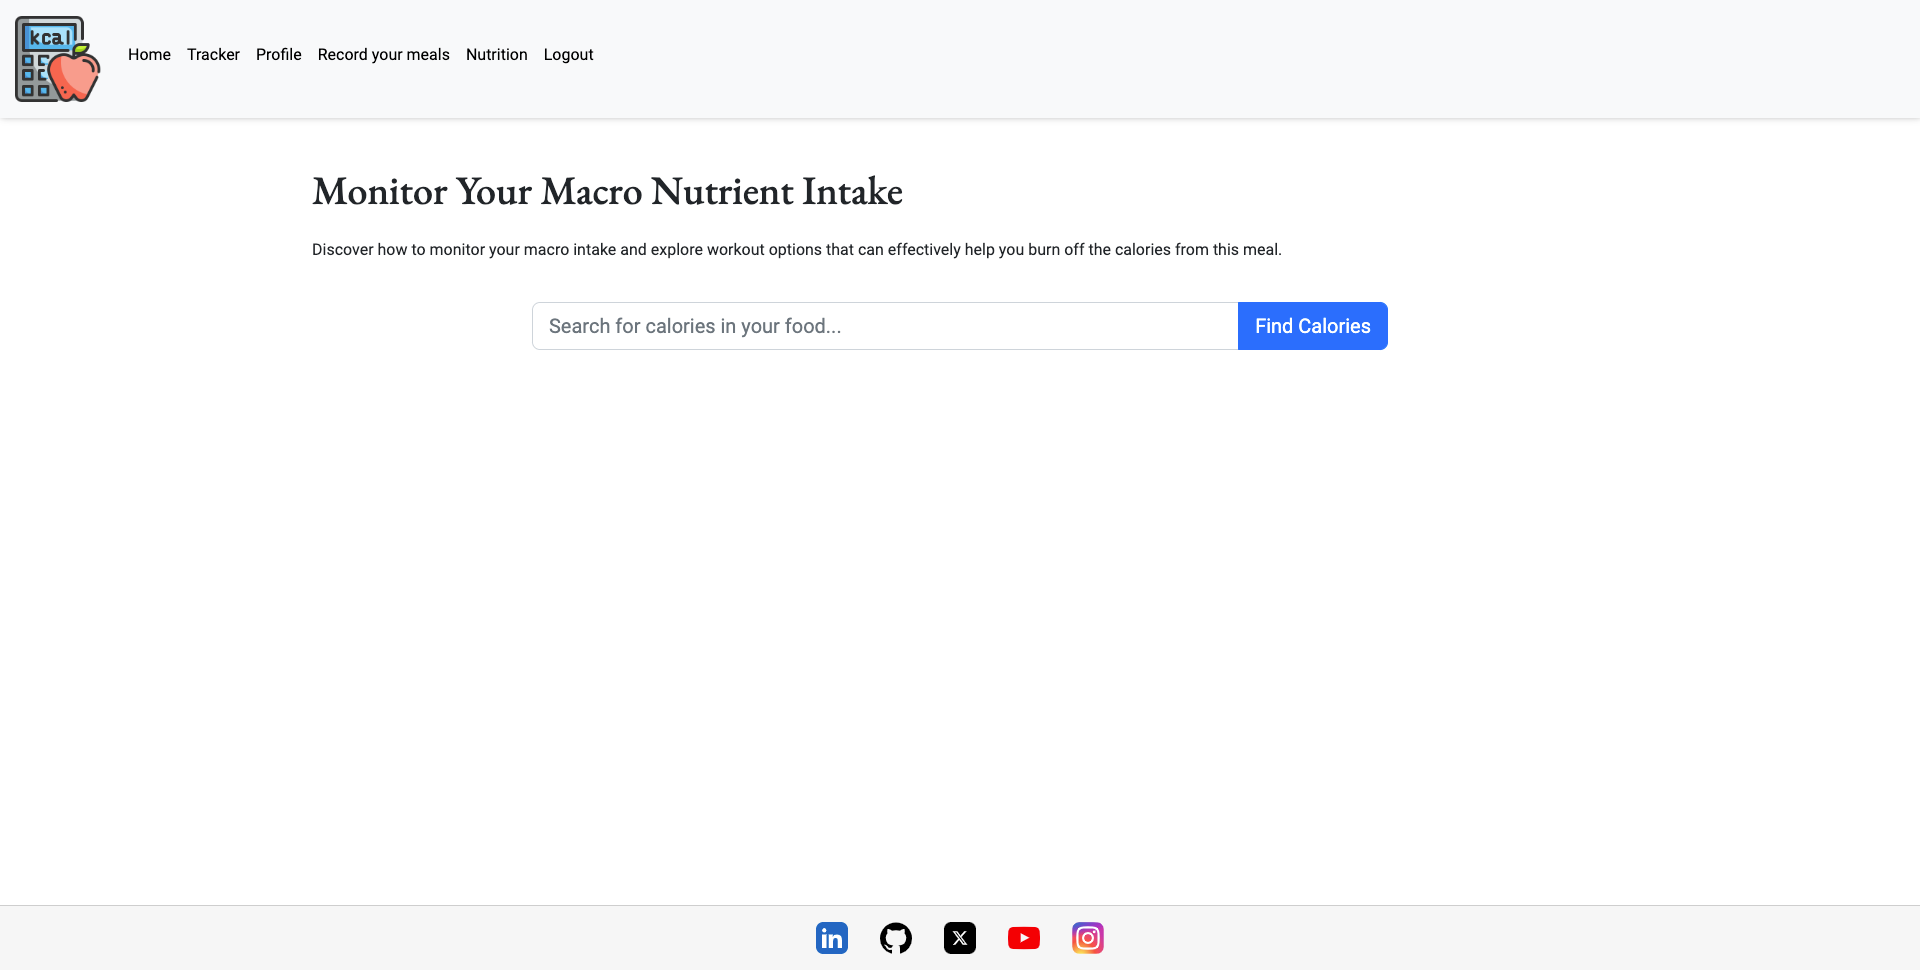 kcal
Home Tracker Profile Record your meals Nutrition Logout
Monitor Your Macro Nutrient Intake
Discover how to monitor your macro intake and explore workout options that can effectively help you burn off the calories from this meal.
Search for calories in your food... Find Calories
in X